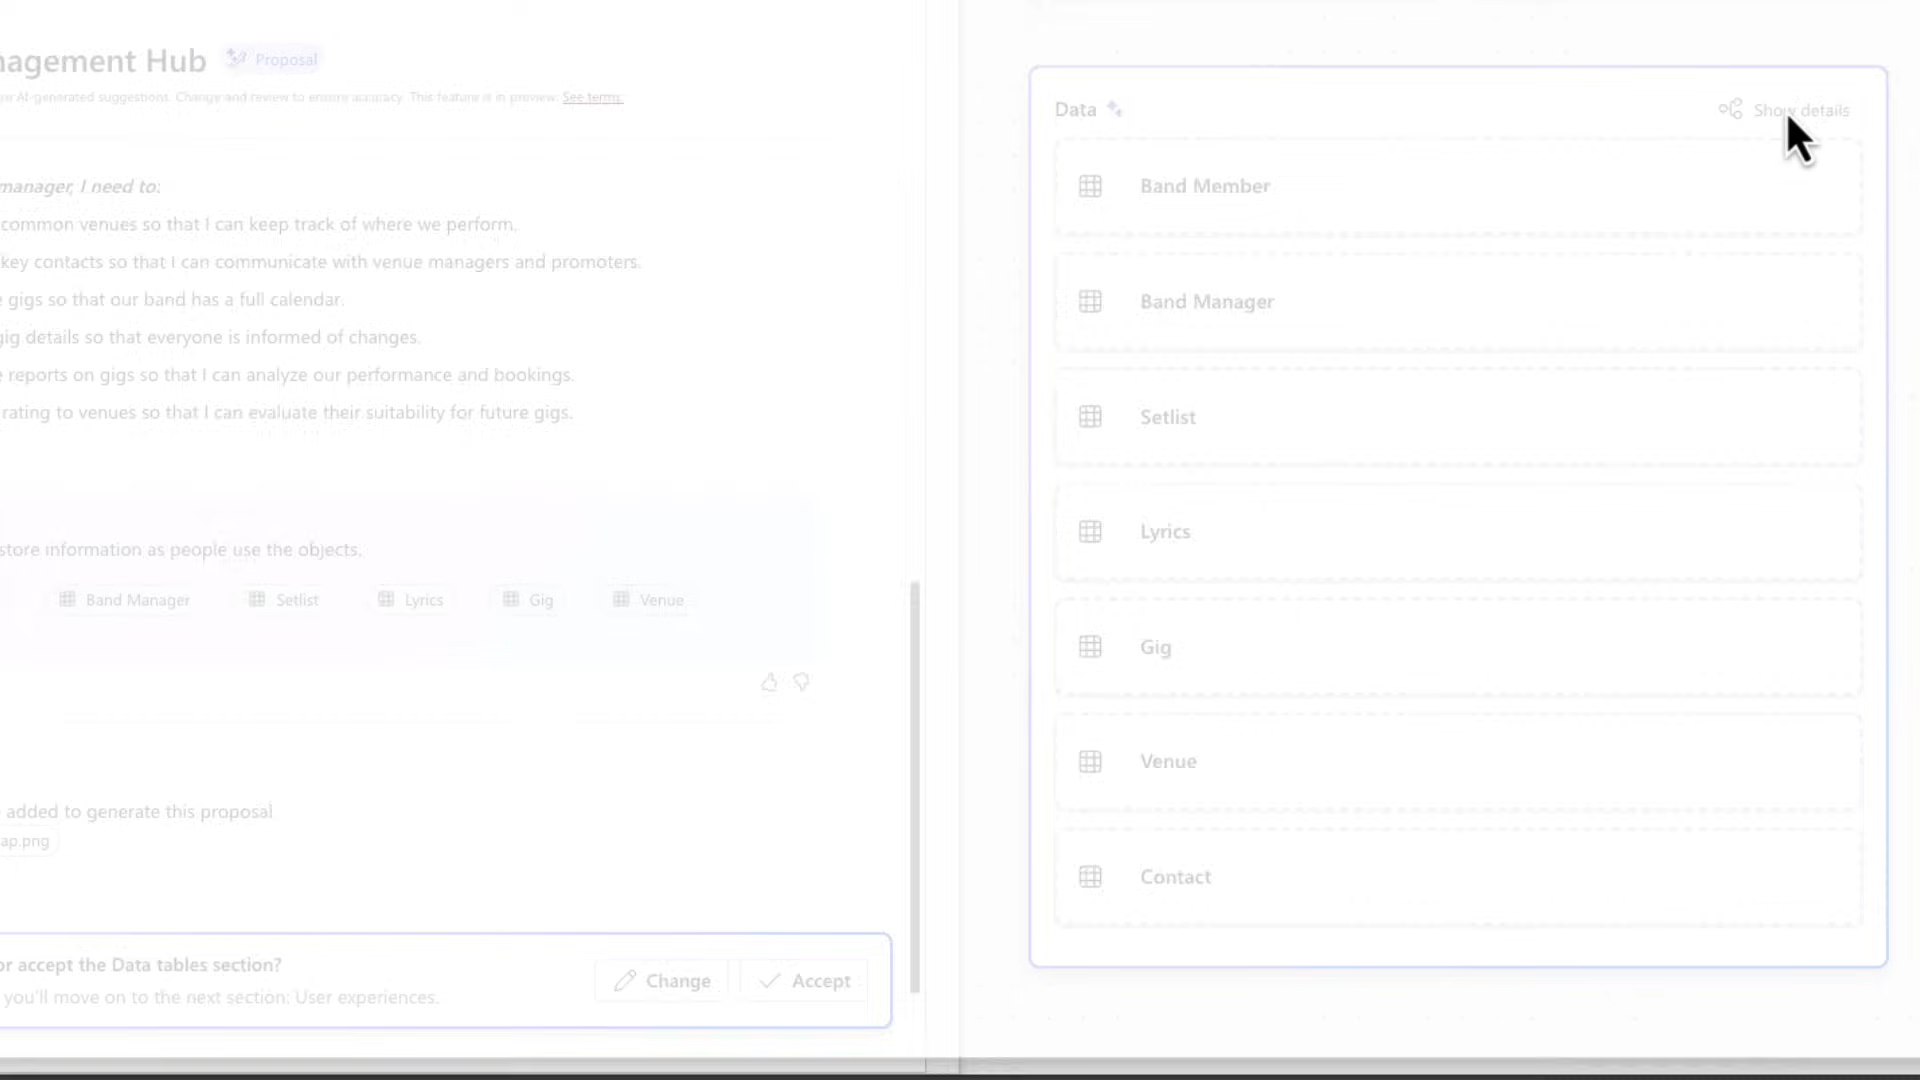 nagement Hub
Proposal
AI-generated suggestions. Change and review to ensure accuracy. This feature is in preview. See terms.
manager, I need to:
common venues so that I can keep track of where we perform.
key contacts so that I can communicate with venue managers and promoters.
e gigs so that our band has a full calendar.
gig details so that everyone is informed of changes.
e reports on gigs so that I can analyze our performance and bookings.
rating to venues so that I can evaluate their suitability for future gigs.
store information as people use the objects.
Band Manager Setlist Lyrics Gig Venue
added to generate this proposal
ap.png
or accept the Data tables section?
you'll move on to the next section: User experiences.
Change
Accept
Data
Show details
Band Member
Band Manager
Setlist
Lyrics
Gig
Venue
Contact